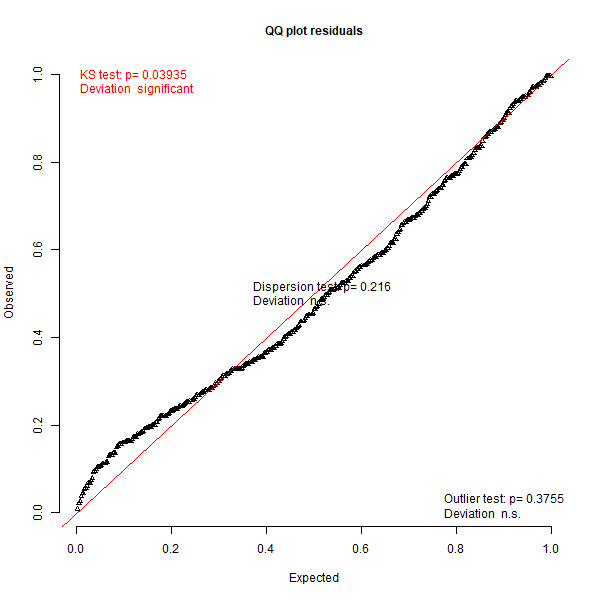 QQ plot residuals
KS test: p= 0.03935
Deviation  significant
Dispersion test: p= 0.216
Deviation  n.s.
Outlier test: p= 0.3755
Deviation  n.s.
Observed
0.0
0.2
0.4
0.6
0.8
1.0
0.0
0.2
0.4
0.6
0.8
1.0
Expected